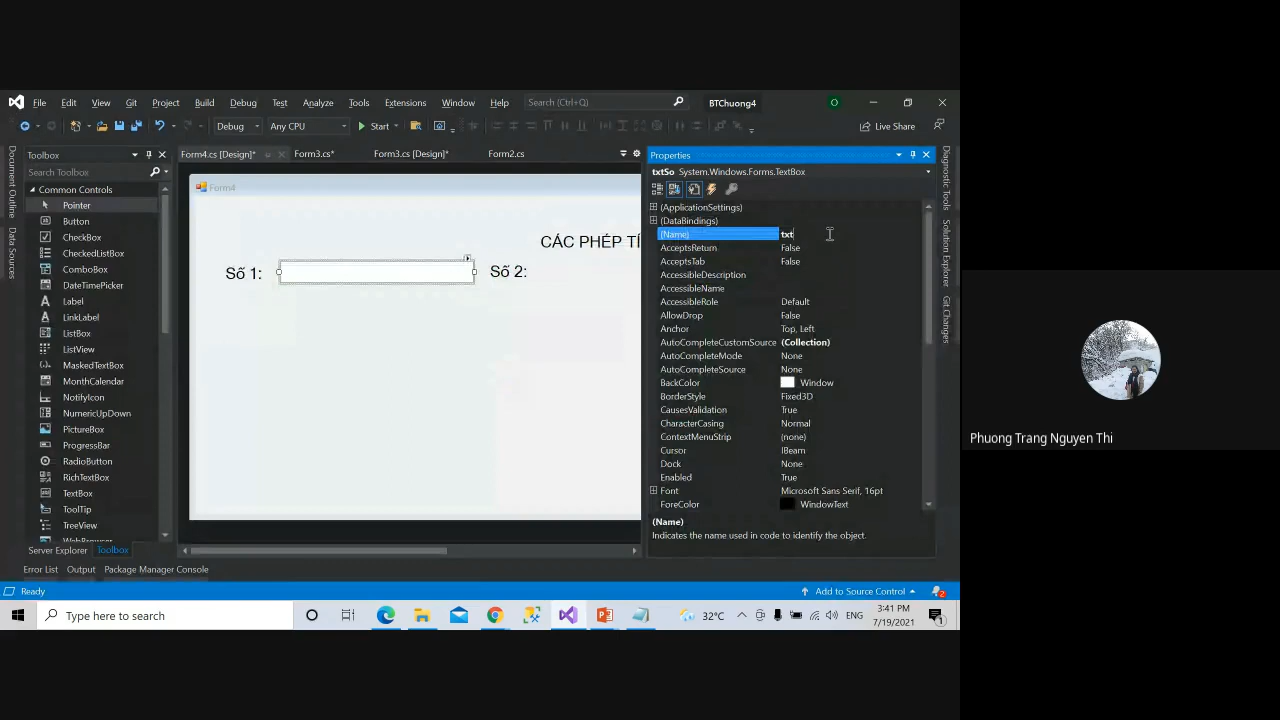 File Edit View Git Project Build Debug Test Analyze Tools Extensions Window Help Search (Ctrl+Q) BTChuong4 O
Debug Any CPU Start Live Share
Document Outline
Data Sources
Toolbox
Search Toolbox
Common Controls
Pointer
Button
CheckBox
CheckedListBox
ComboBox
DateTimePicker
Label
LinkLabel
ListBox
ListView
MaskedTextBox
MonthCalendar
NotifyIcon
NumericUpDown
PictureBox
ProgressBar
RadioButton
RichTextBox
TextBox
ToolTip
TreeView
WebBrowser
Server Explorer Toolbox
Form4.cs [Design]* Form3.cs* Form3.cs [Design]* Form2.cs
Form4
CÁC PHÉP TÍ
Số 1: Số 2:
Properties
txtSo System.Windows.Forms.TextBox
(ApplicationSettings)
(DataBindings)
(Name) txt
AcceptsReturn False
AcceptsTab False
AccessibleDescription
AccessibleName
AccessibleRole Default
AllowDrop False
Anchor Top, Left
AutoCompleteCustomSource (Collection)
AutoCompleteMode None
AutoCompleteSource None
BackColor Window
BorderStyle Fixed3D
CausesValidation True
CharacterCasing Normal
ContextMenuStrip (none)
Cursor IBeam
Dock None
Enabled True
Font Microsoft Sans Serif, 16pt
ForeColor WindowText
(Name)
Indicates the name used in code to identify the object.
Diagnostic Tools
Solution Explorer
Git Changes
Error List Output Package Manager Console
Ready Add to Source Control 2
Type here to search 32°C ENG 3:41 PM
7/19/2021
Phuong Trang Nguyen Thi